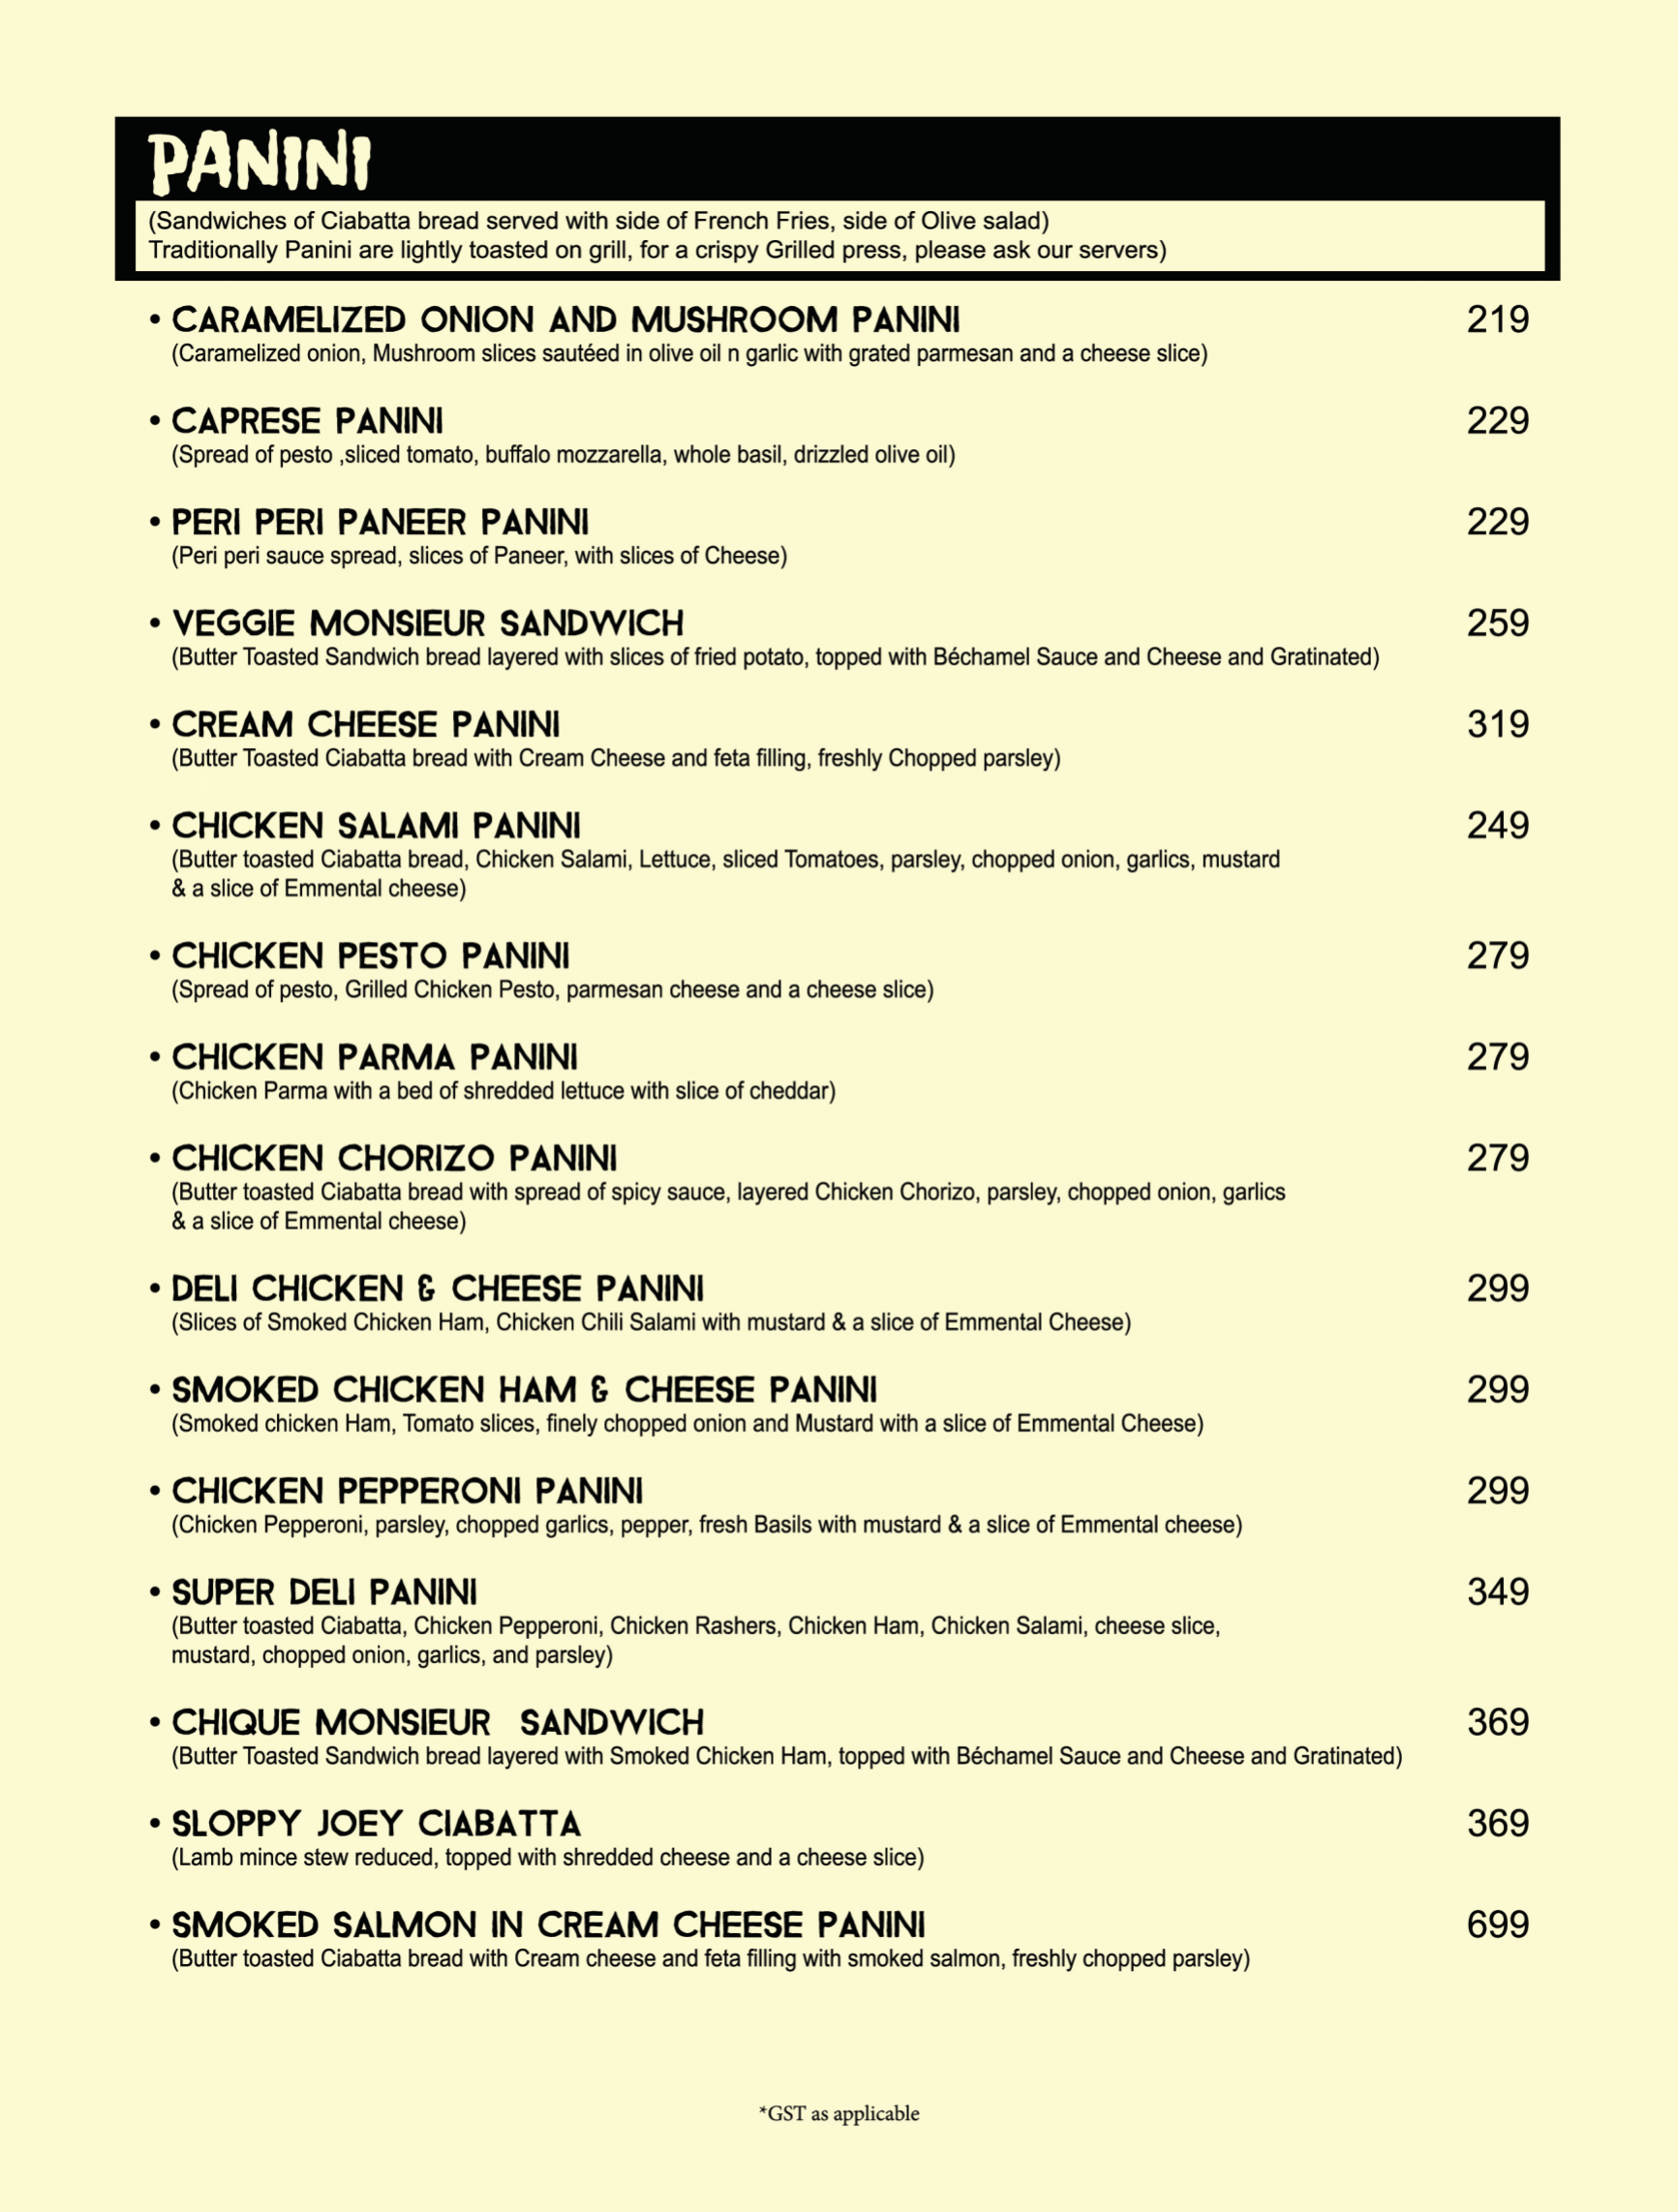 PANINI
(Sandwiches of Ciabatta bread served with side of French Fries, side of Olive salad)
Traditionally Panini are lightly toasted on grill, for a crispy Grilled press, please ask our servers)
• CARAMELIZED ONION AND MUSHROOM PANINI 219
(Caramelized onion, Mushroom slices sautéed in olive oil n garlic with grated parmesan and a cheese slice)
• CAPRESE PANINI 229
(Spread of pesto ,sliced tomato, buffalo mozzarella, whole basil, drizzled olive oil)
• PERI PERI PANEER PANINI 229
(Peri peri sauce spread, slices of Paneer, with slices of Cheese)
• VEGGIE MONSIEUR SANDWICH 259
(Butter Toasted Sandwich bread layered with slices of fried potato, topped with Béchamel Sauce and Cheese and Gratinated)
• CREAM CHEESE PANINI 319
(Butter Toasted Ciabatta bread with Cream Cheese and feta filling, freshly Chopped parsley)
• CHICKEN SALAMI PANINI 249
(Butter toasted Ciabatta bread, Chicken Salami, Lettuce, sliced Tomatoes, parsley, chopped onion, garlics, mustard
& a slice of Emmental cheese)
• CHICKEN PESTO PANINI 279
(Spread of pesto, Grilled Chicken Pesto, parmesan cheese and a cheese slice)
• CHICKEN PARMA PANINI 279
(Chicken Parma with a bed of shredded lettuce with slice of cheddar)
• CHICKEN CHORIZO PANINI 279
(Butter toasted Ciabatta bread with spread of spicy sauce, layered Chicken Chorizo, parsley, chopped onion, garlics
& a slice of Emmental cheese)
• DELI CHICKEN & CHEESE PANINI 299
(Slices of Smoked Chicken Ham, Chicken Chili Salami with mustard & a slice of Emmental Cheese)
• SMOKED CHICKEN HAM & CHEESE PANINI 299
(Smoked chicken Ham, Tomato slices, finely chopped onion and Mustard with a slice of Emmental Cheese)
• CHICKEN PEPPERONI PANINI 299
(Chicken Pepperoni, parsley, chopped garlics, pepper, fresh Basils with mustard & a slice of Emmental cheese)
• SUPER DELI PANINI 349
(Butter toasted Ciabatta, Chicken Pepperoni, Chicken Rashers, Chicken Ham, Chicken Salami, cheese slice,
mustard, chopped onion, garlics, and parsley)
• CHIQUE MONSIEUR SANDWICH 369
(Butter Toasted Sandwich bread layered with Smoked Chicken Ham, topped with Béchamel Sauce and Cheese and Gratinated)
• SLOPPY JOEY CIABATTA 369
(Lamb mince stew reduced, topped with shredded cheese and a cheese slice)
• SMOKED SALMON IN CREAM CHEESE PANINI 699
(Butter toasted Ciabatta bread with Cream cheese and feta filling with smoked salmon, freshly chopped parsley)
*GST as applicable